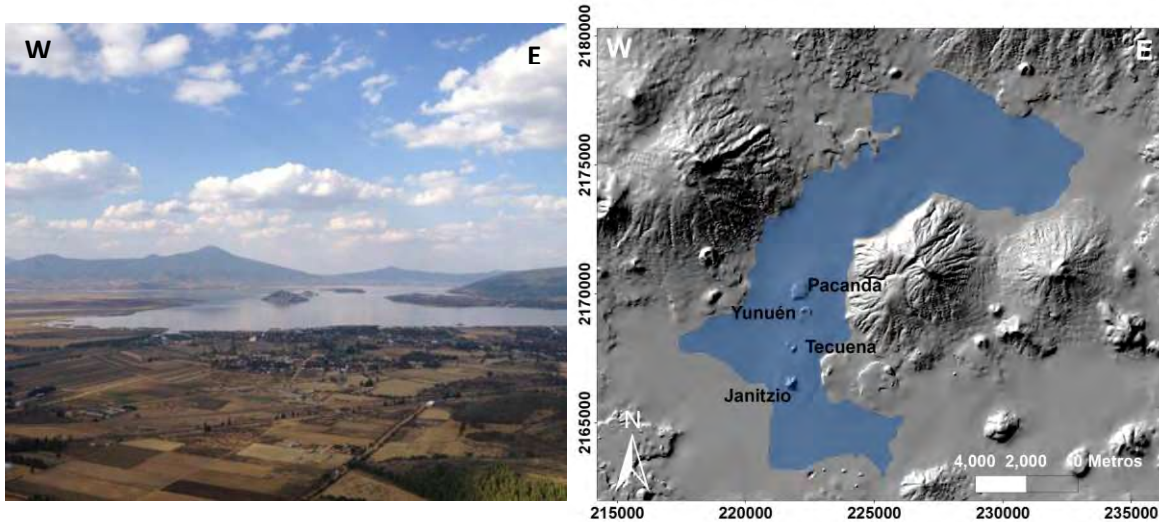 W
E
W
E
2180000
2175000
2170000
2165000
Pacanda
Yunuén
Tecuena
Janitzio
N
4,000 2,000 0 Metros
215000 220000 225000 230000 235000